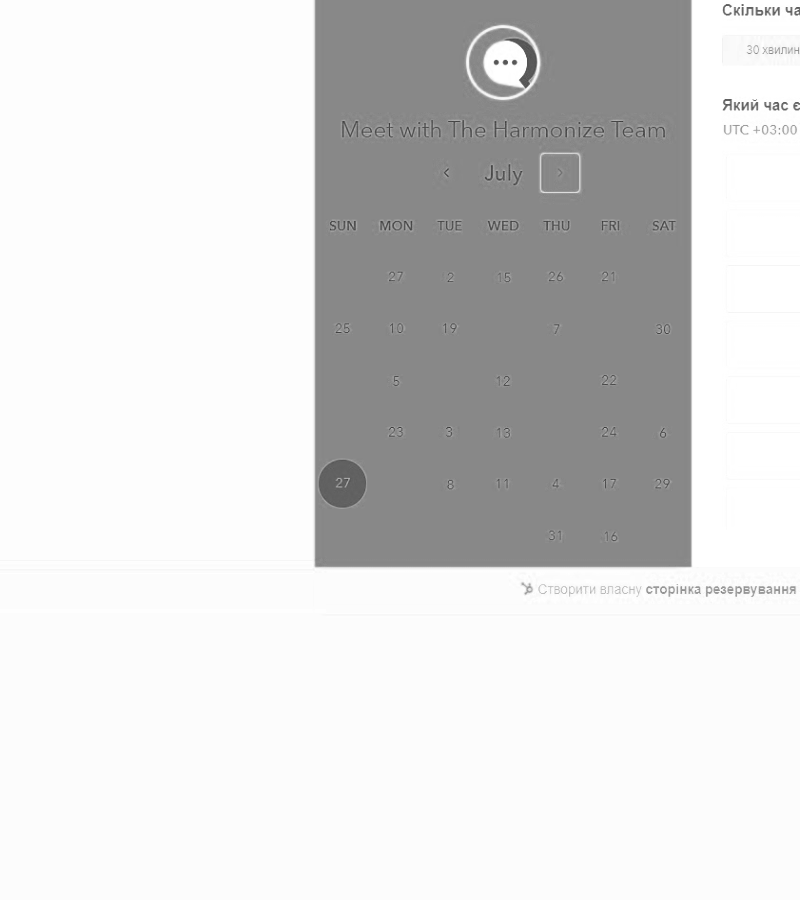 Скільки ча
30 хвилин
Який час є
UTC +03:00
Meet with The Harmonize Team
July
SUN MON TUE WED THU FRI SAT
27 2 15 26 21
25 10 19 7 30
5 12 22
23 3 13 24 6
27 8 11 4 17 29
31 16
Створити власну сторінка резервування